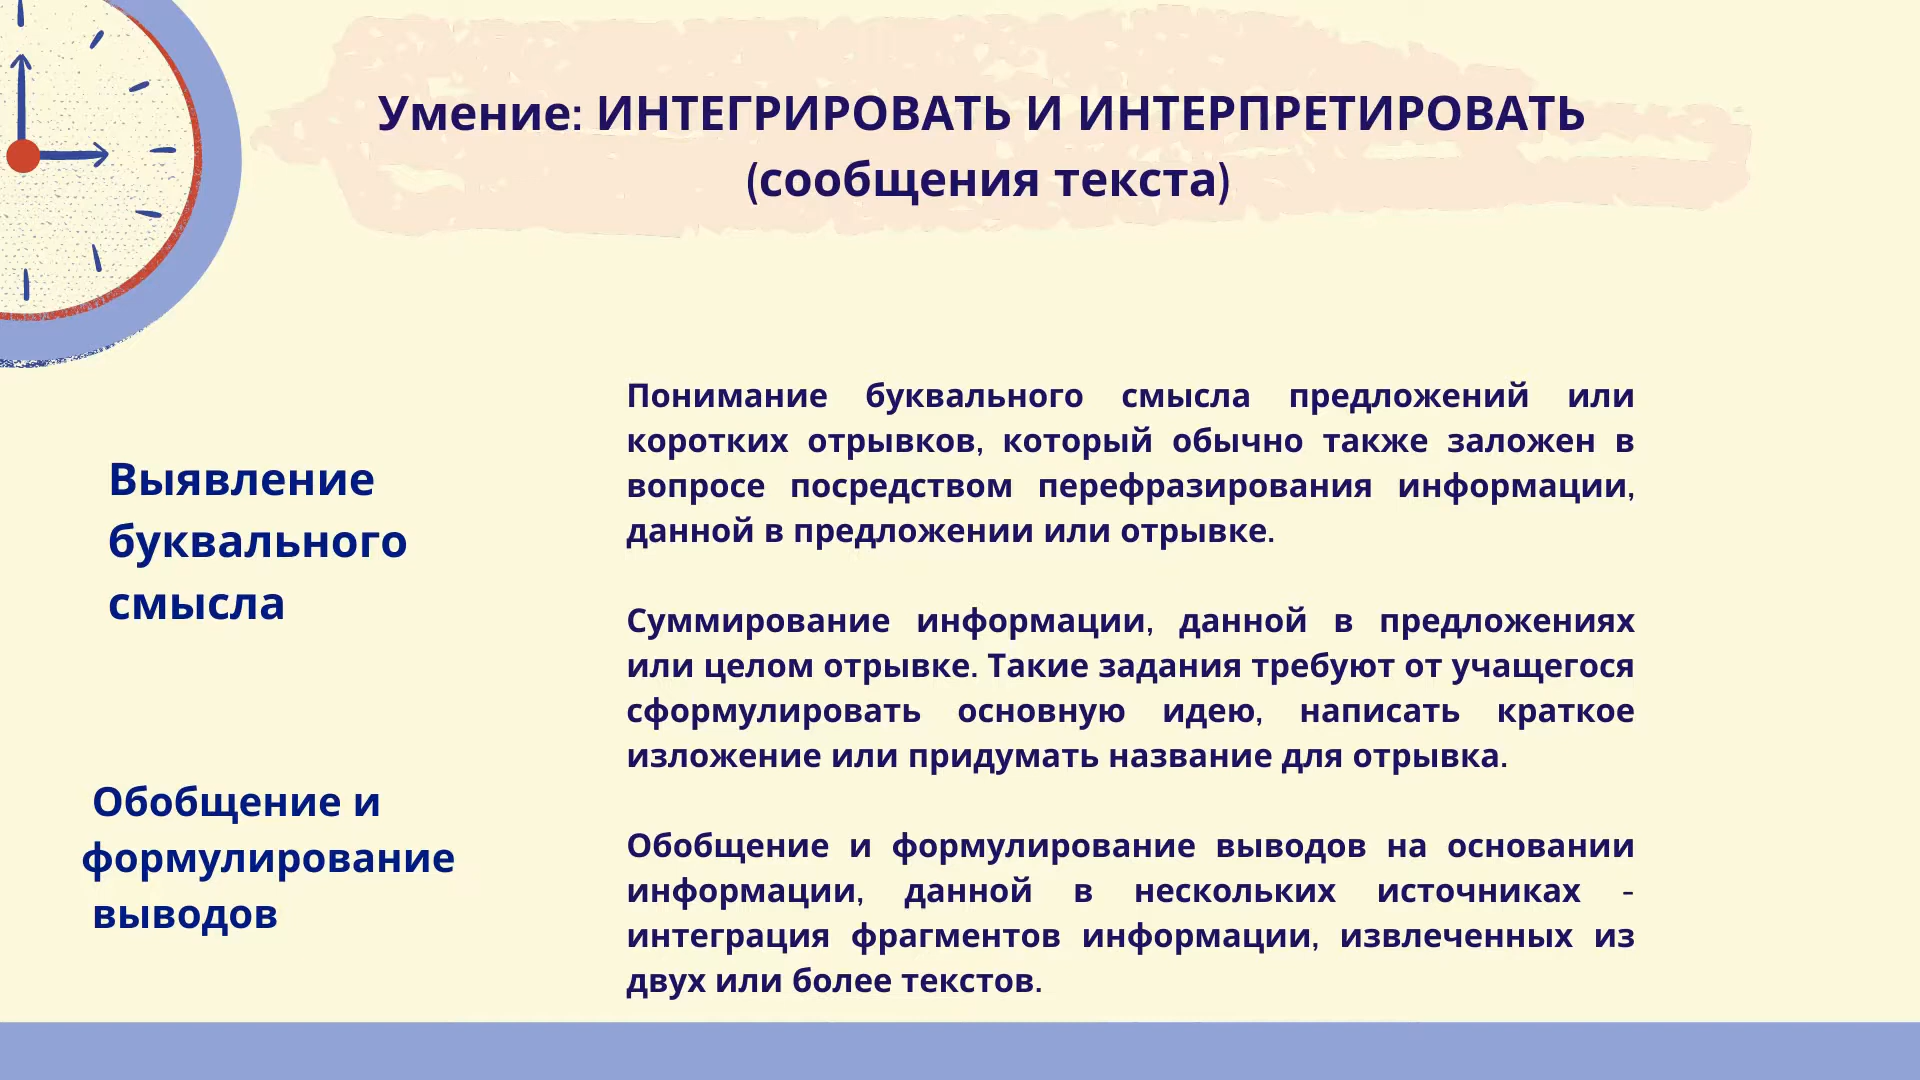 Умение: ИНТЕГРИРОВАТЬ И ИНТЕРПРЕТИРОВАТЬ
(сообщения текста)
Выявление
буквального
смысла
Понимание буквального смысла предложений или
коротких отрывков, который обычно также заложен в
вопросе посредством перефразирования информации,
данной в предложении или отрывке.
Суммирование информации, данной в предложениях
или целом отрывке. Такие задания требуют от учащегося
сформулировать основную идею, написать краткое
изложение или придумать название для отрывка.
Обобщение и
формулирование
выводов
Обобщение и формулирование выводов на основании
информации, данной в нескольких источниках -
интеграция фрагментов информации, извлеченных из
двух или более текстов.